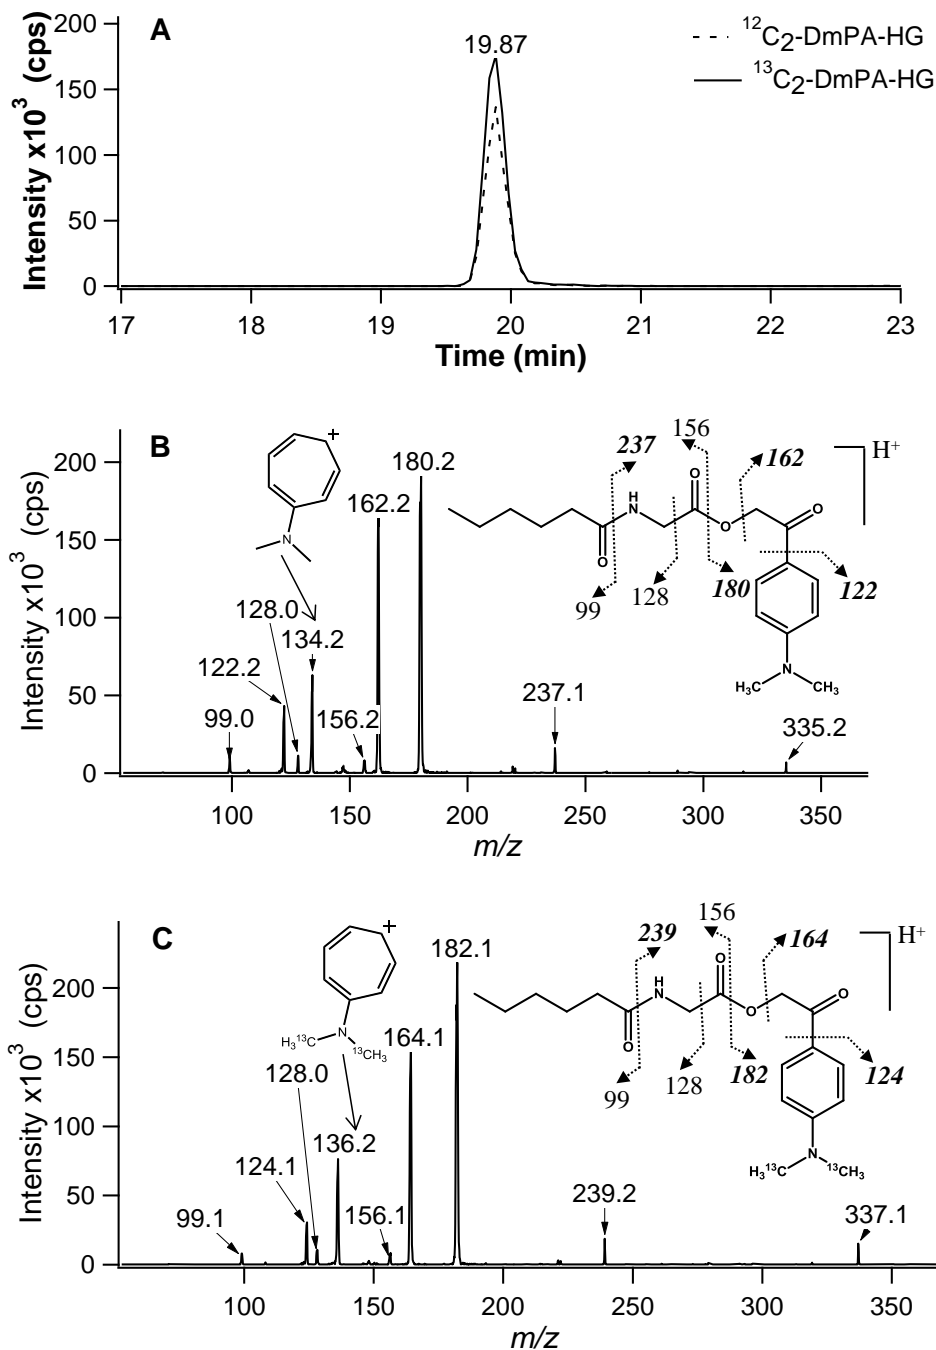 A
Intensity x10³ (cps)
200
150
100
50
0
19.87
¹²C₂-DmPA-HG
¹³C₂-DmPA-HG
17 18 19 20 21 22 23
Time (min)
B
Intensity x10³ (cps)
200
150
100
50
0
+
N
180.2
162.2
128.0
134.2
122.2
99.0
156.2
237.1
335.2
237
156
162
H⁺
H
N
O
O
O
O
99
128
180
122
N
H₃C
CH₃
100 150 200 250 300 350
m/z
C
Intensity x10³ (cps)
200
150
100
50
0
+
N
H₃¹³C
¹³CH₃
182.1
164.1
128.0
136.2
124.1
99.1
156.1
239.2
337.1
239
156
164
H⁺
H
N
O
O
O
O
99
128
182
124
N
H₃¹³C
¹³CH₃
100 150 200 250 300 350
m/z